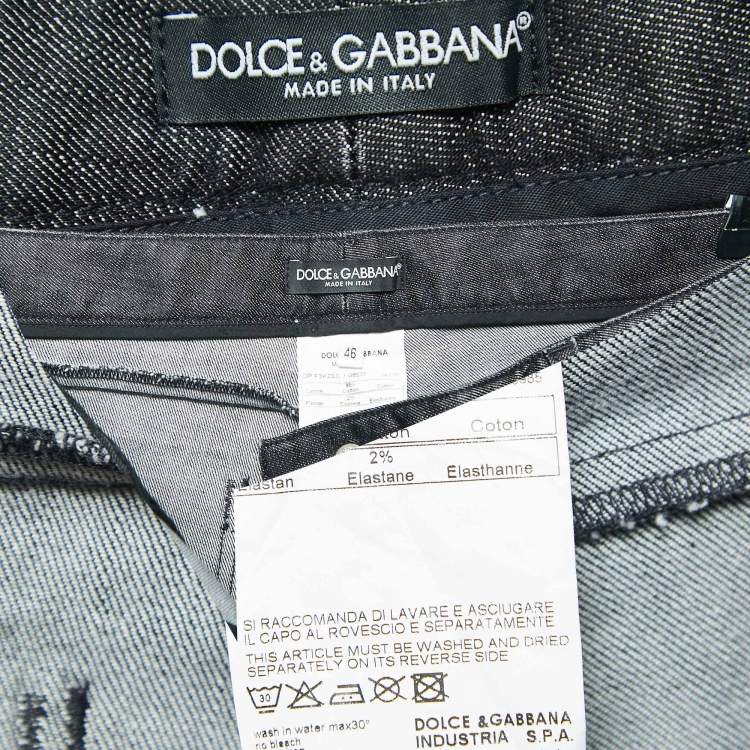 DOLCE & GABBANA®
MADE IN ITALY
DOLCE & GABBANA®
MADE IN ITALY
46
Coton
2%
Elastan Elastane Elasthanne
SI RACCOMANDA DI LAVARE E ASCIUGARE
IL CAPO AL ROVESCIO E SEPARATAMENTE
THIS ARTICLE MUST BE WASHED AND DRIED
SEPARATELY ON ITS REVERSE SIDE
30
wash in water max30°
no bleach
DOLCE & GABBANA
INDUSTRIA S.P.A.